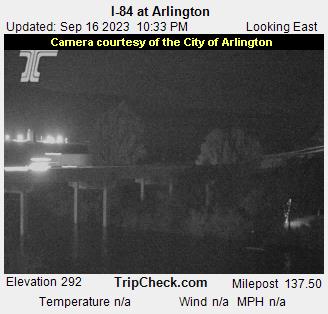 I-84 at Arlington
Updated: Sep 16 2023 10:33 PM Looking East
Camera courtesy of the City of Arlington
Elevation 292 TripCheck.com Milepost 137.50
Temperature n/a Wind n/a MPH n/a